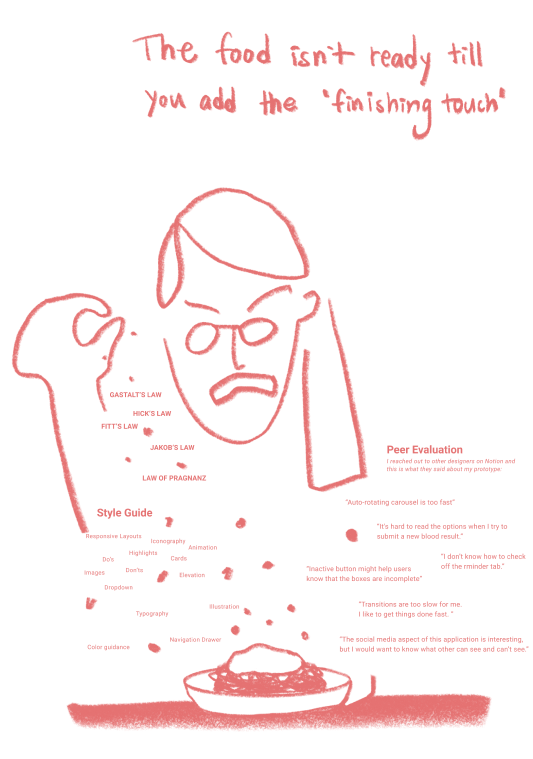 The food isn't ready till
you add the 'finishing touch'
GASTALT'S LAW
HICK'S LAW
FITT'S LAW
JAKOB'S LAW
LAW OF PRAGNANZ
Peer Evaluation
I reached out to other designers on Notion and
this is what they said about my prototype:
"Auto-rotating carousel is too fast"
"It's hard to read the options when I try to
submit a new blood result."
"I don't know how to check
off the rminder tab."
"Inactive button might help users
know that the boxes are incomplete"
"Transitions are too slow for me.
I like to get things done fast. "
"The social media aspect of this application is interesting,
but I would want to know what other can see and can't see."
Style Guide
Responsive Layouts
Iconography
Animation
Highlights
Do's
Cards
Images
Don'ts
Elevation
Dropdown
Illustration
Typography
Navigation Drawer
Color guidance